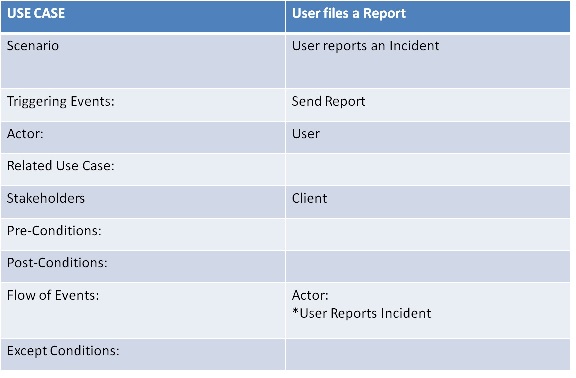 USE CASE User files a Report
Scenario User reports an Incident
Triggering Events: Send Report
Actor: User
Related Use Case:
Stakeholders Client
Pre-Conditions:
Post-Conditions:
Flow of Events: Actor:
*User Reports Incident
Except Conditions: